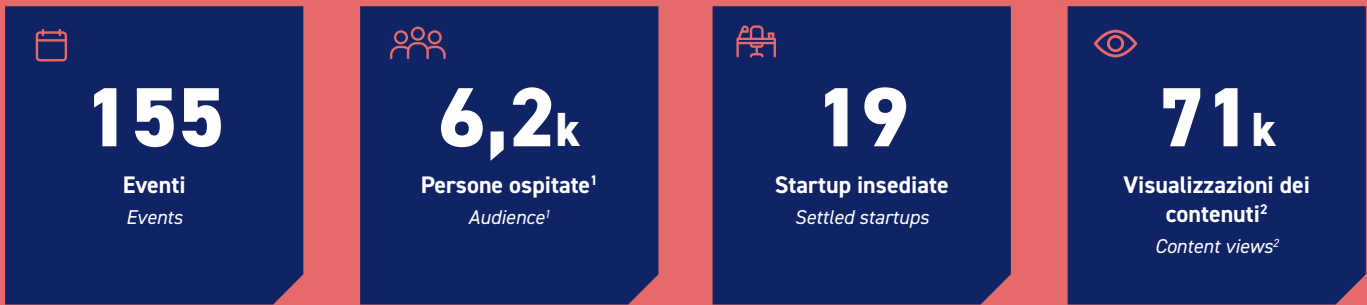 155
Eventi
Events
6,2k
Persone ospitate¹
Audience¹
19
Startup insediate
Settled startups
71k
Visualizzazioni dei
contenuti²
Content views²